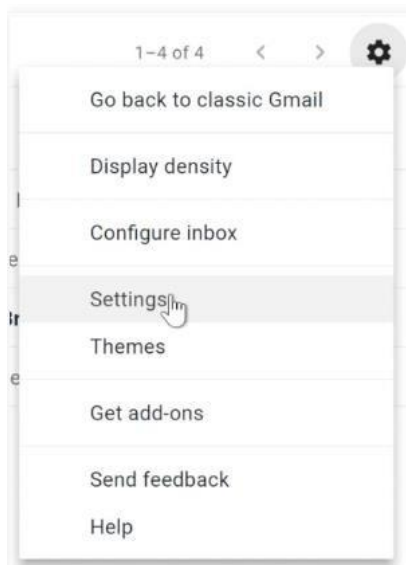 1–4 of 4
Go back to classic Gmail
Display density
Configure inbox
Settings
Themes
Get add-ons
Send feedback
Help